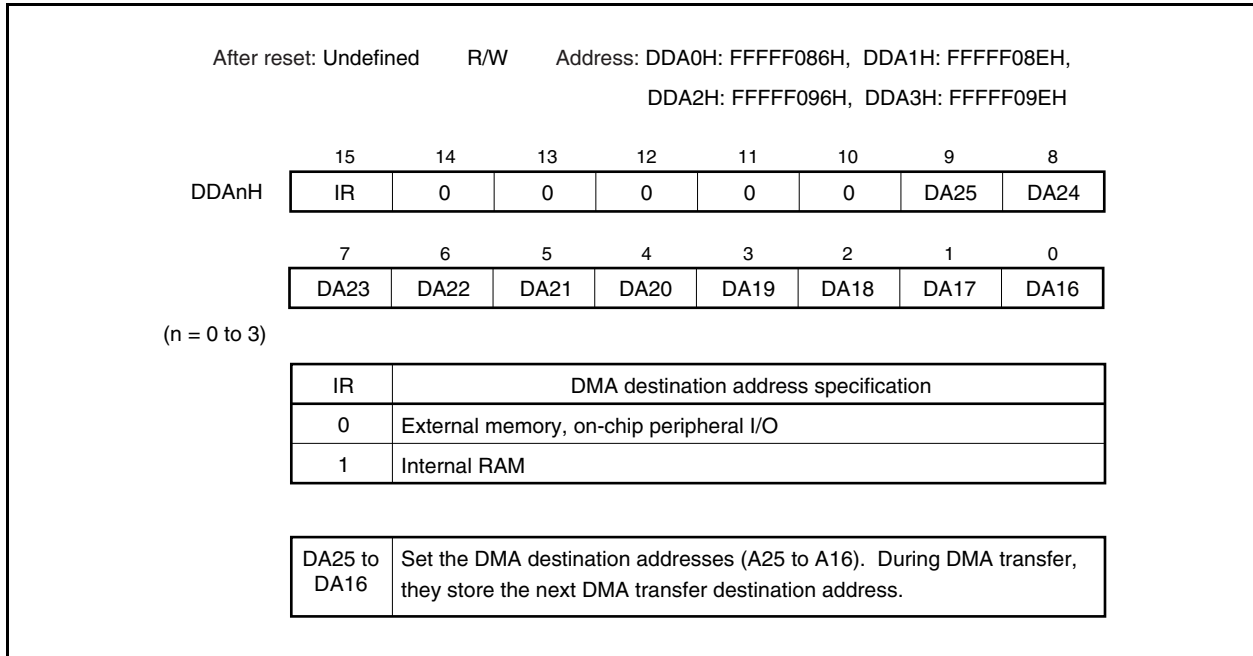 After reset: Undefined R/W Address: DDA0H: FFFFF086H, DDA1H: FFFFF08EH,
DDA2H: FFFFF096H, DDA3H: FFFFF09EH
15 14 13 12 11 10 9 8
DDAnH IR 0 0 0 0 0 DA25 DA24
7 6 5 4 3 2 1 0
DA23 DA22 DA21 DA20 DA19 DA18 DA17 DA16
(n = 0 to 3)
IR DMA destination address specification
0 External memory, on-chip peripheral I/O
1 Internal RAM
DA25 to Set the DMA destination addresses (A25 to A16). During DMA transfer,
DA16 they store the next DMA transfer destination address.